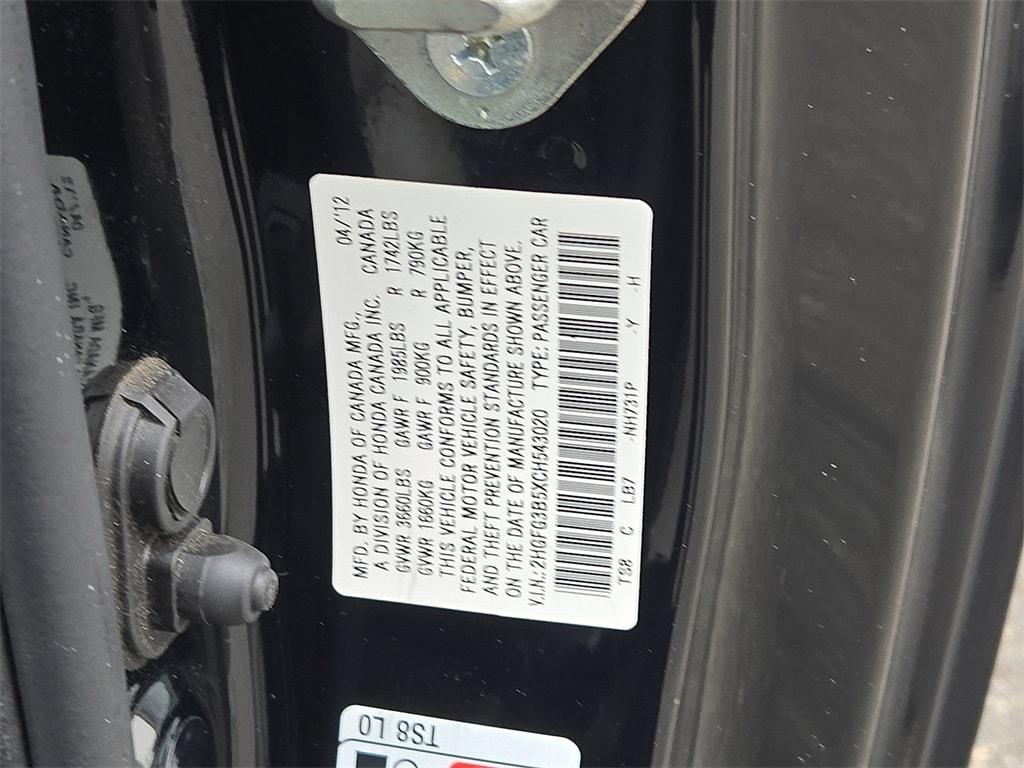 MFD. BY HONDA OF CANADA MFG., 04/12
A DIVISION OF HONDA CANADA INC. CANADA
GVWR 3660LBS GAWR F 1985LBS R 1742LBS
GVWR 1660KG GAWR F 900KG R 790KG
THIS VEHICLE CONFORMS TO ALL APPLICABLE
FEDERAL MOTOR VEHICLE SAFETY, BUMPER,
AND THEFT PREVENTION STANDARDS IN EFFECT
ON THE DATE OF MANUFACTURE SHOWN ABOVE.
V.I.N.: 2HGFG3B5XCH543020 TYPE: PASSENGER CAR
T3B C LB7 -NH731P -Y -H
TS8 L0